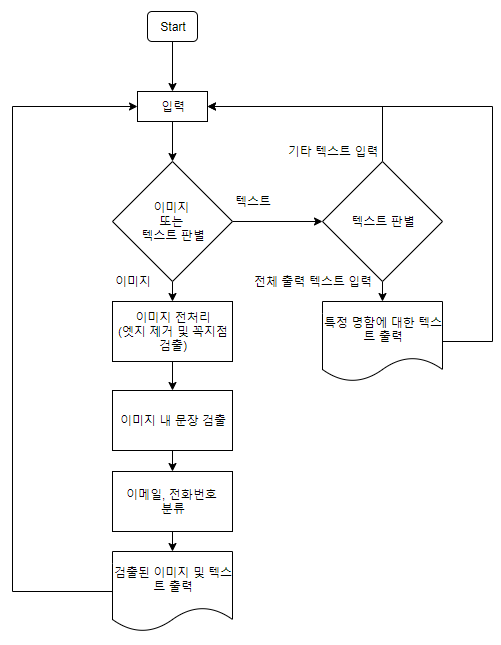 Start
입력
기타 텍스트 입력
이미지
또는
텍스트 판별
텍스트
텍스트 판별
이미지
전체 출력 텍스트 입력
이미지 전처리
(엣지 제거 및 꼭지점
검출)
특정 명함에 대한 텍스
트 출력
이미지 내 문장 검출
이메일, 전화번호
분류
검출된 이미지 및 텍스
트 출력